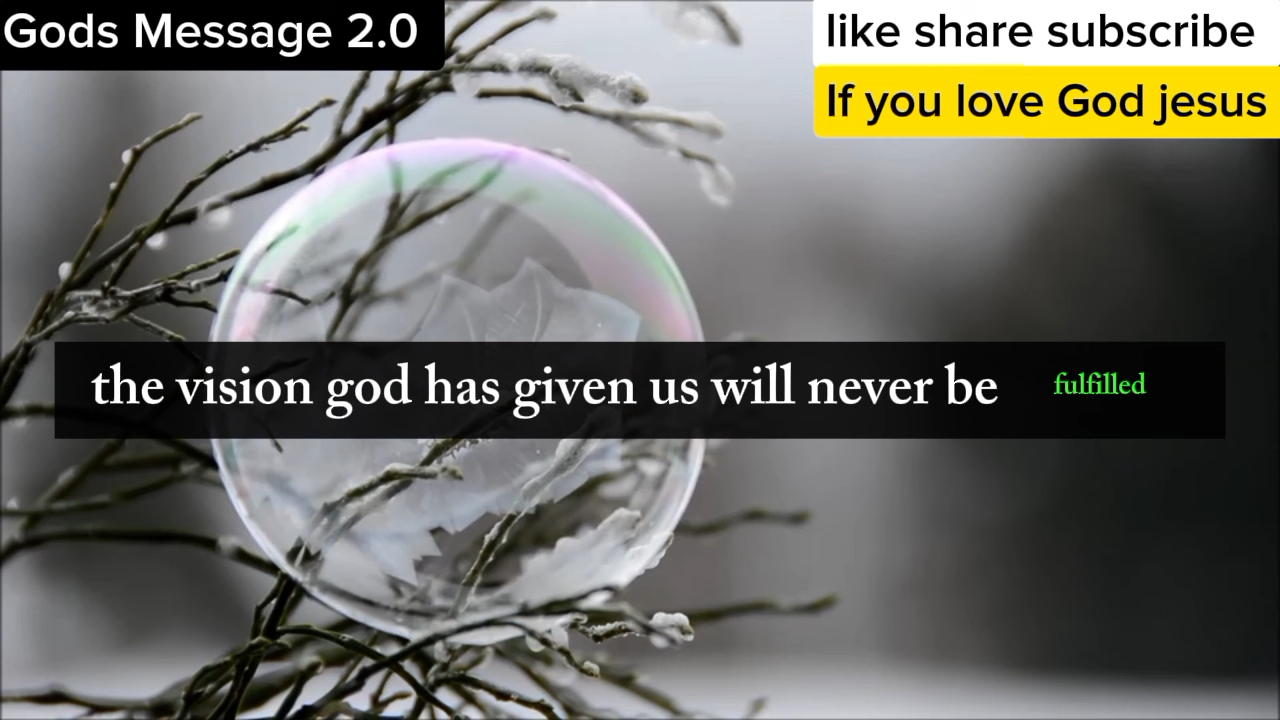 Gods Message 2.0
like share subscribe
If you love God jesus
the vision god has given us will never be fulfilled